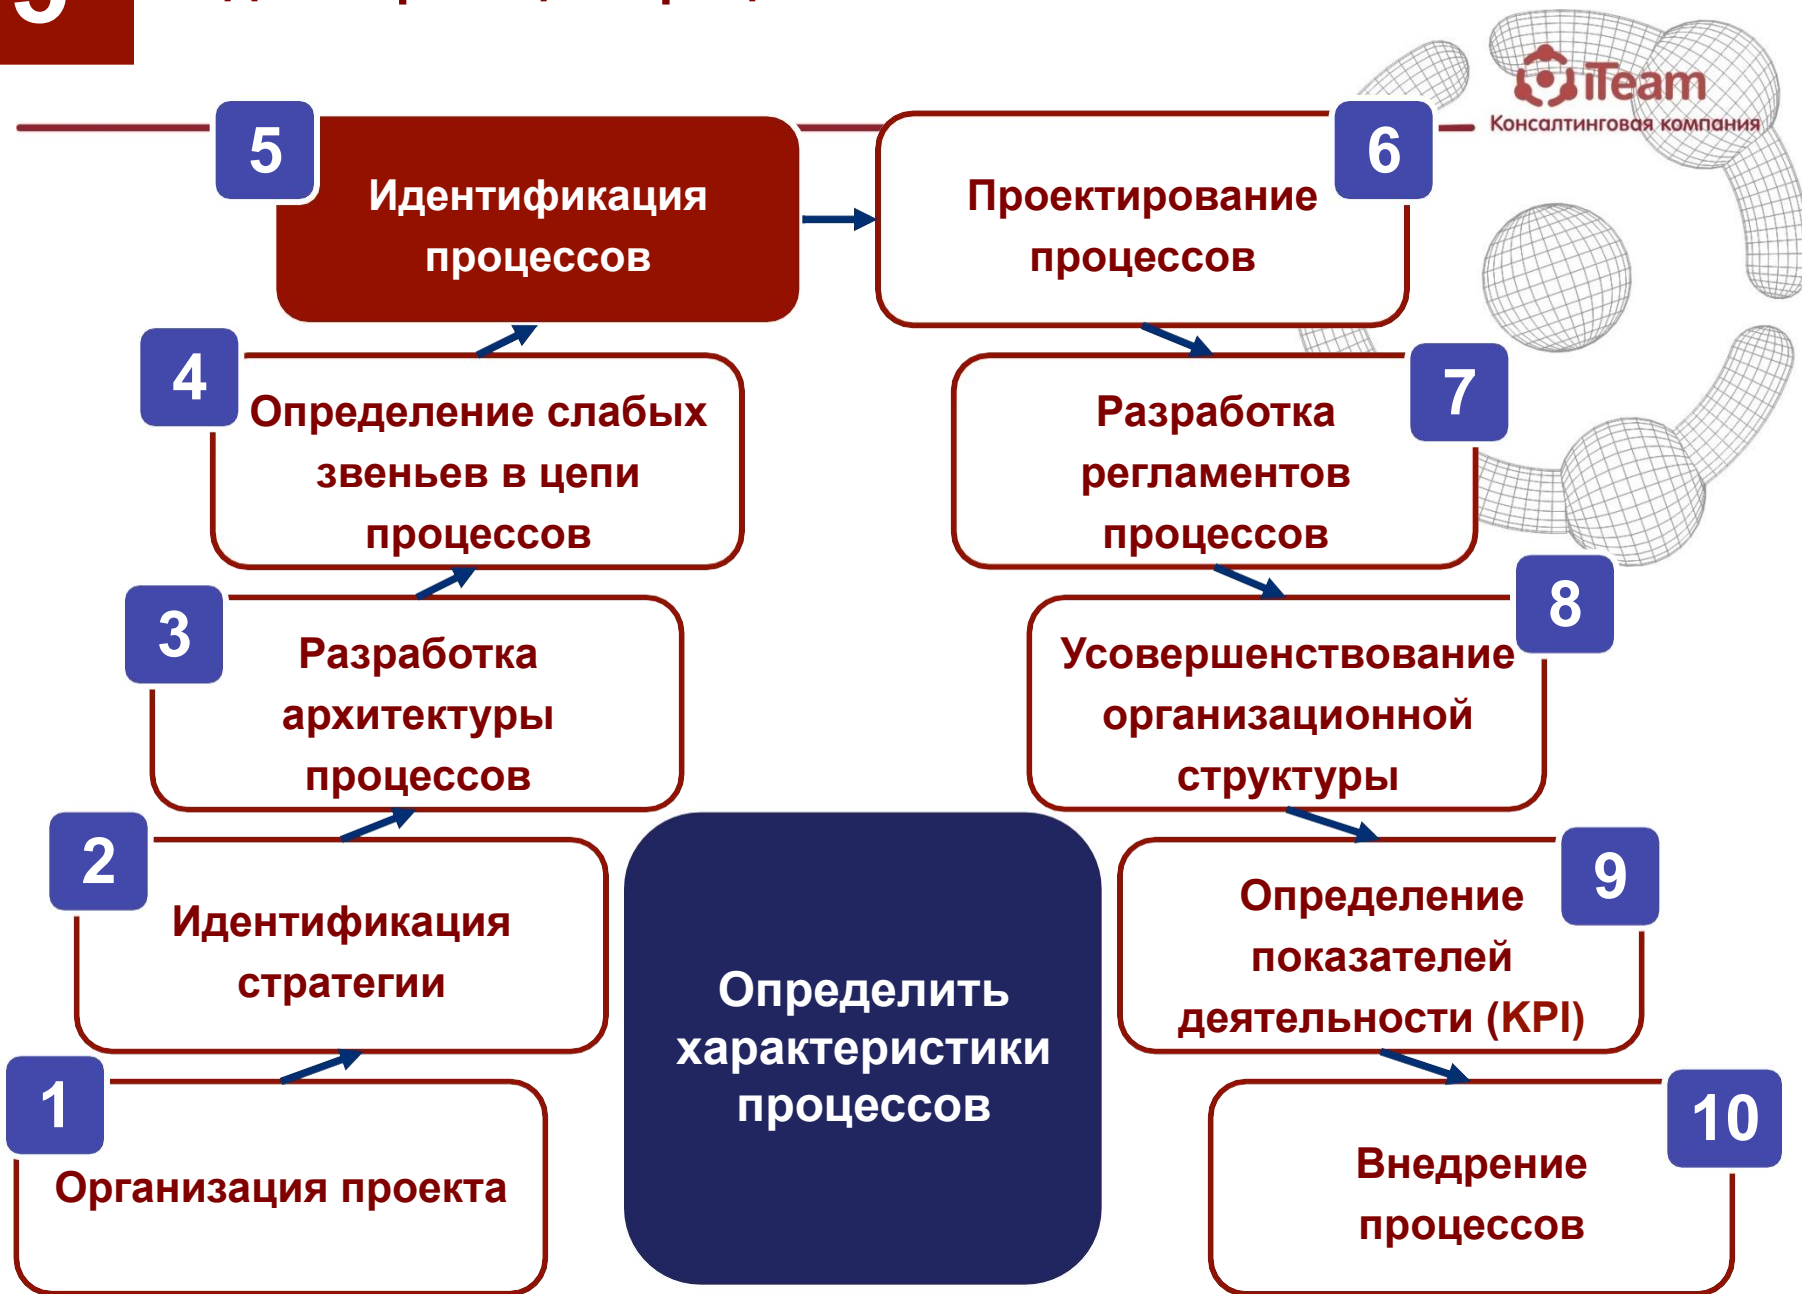 iTeam
Консалтинговая компания
5
Идентификация
процессов
6
Проектирование
процессов
4
Определение слабых
звеньев в цепи
процессов
7
Разработка
регламентов
процессов
3
Разработка
архитектуры
процессов
8
Усовершенствование
организационной
структуры
2
Идентификация
стратегии
9
Определение
показателей
деятельности (KPI)
Определить
характеристики
процессов
1
Организация проекта
10
Внедрение
процессов